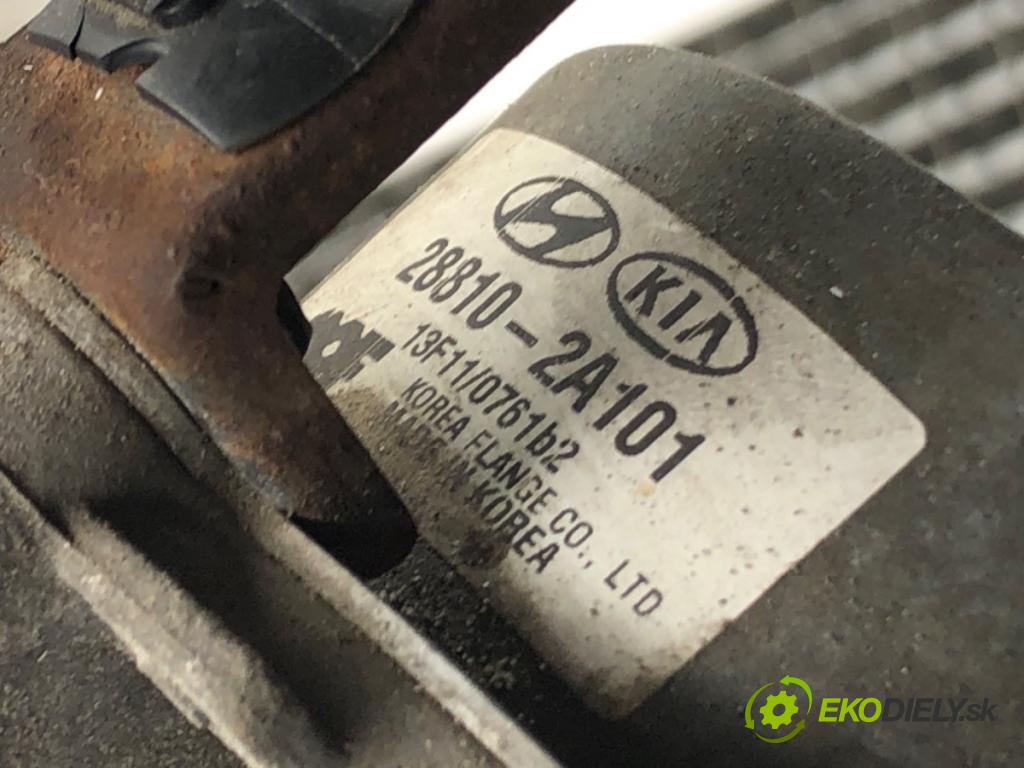 KIA
28810-2A101
13F11/0761b2
KOREA FLANGE CO., LTD
MADE IN KOREA
EKODIELY.sk